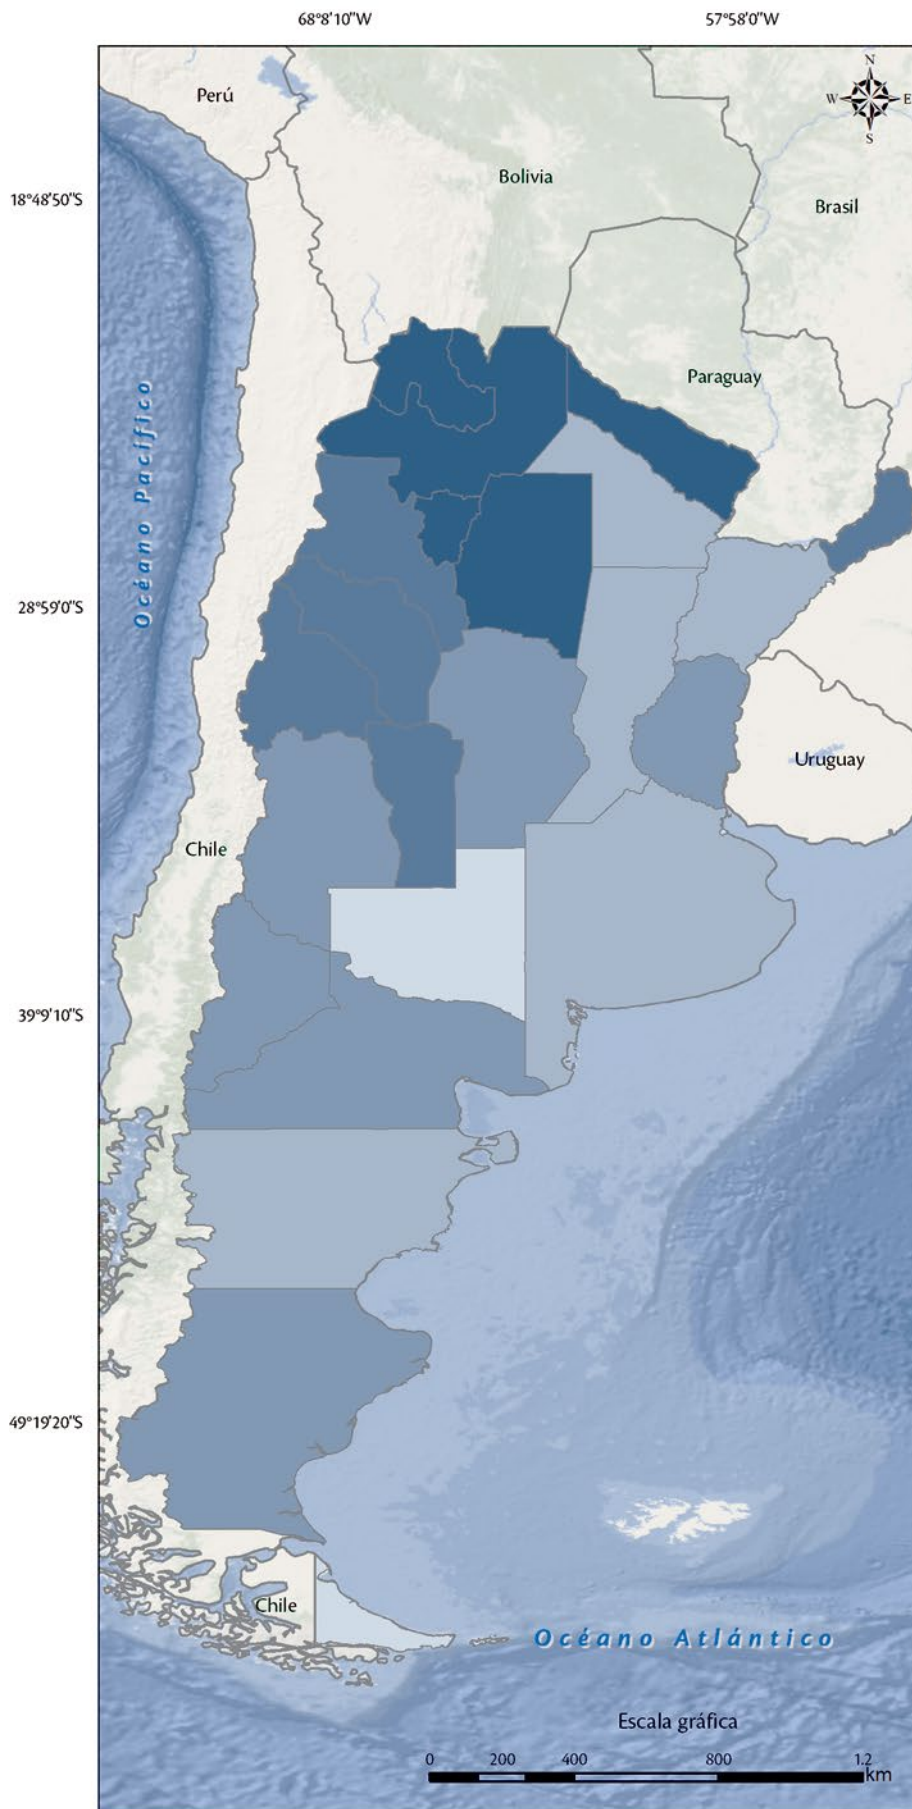 68°8'10"W
57°58'0"W
N
W
E
S
Perú
Bolivia
Brasil
18°48'50"S
Paraguay
Océano Pacífico
28°59'0"S
Uruguay
Chile
39°9'10"S
49°19'20"S
Chile
Océano Atlántico
Escala gráfica
0 200 400 800 1.2
km